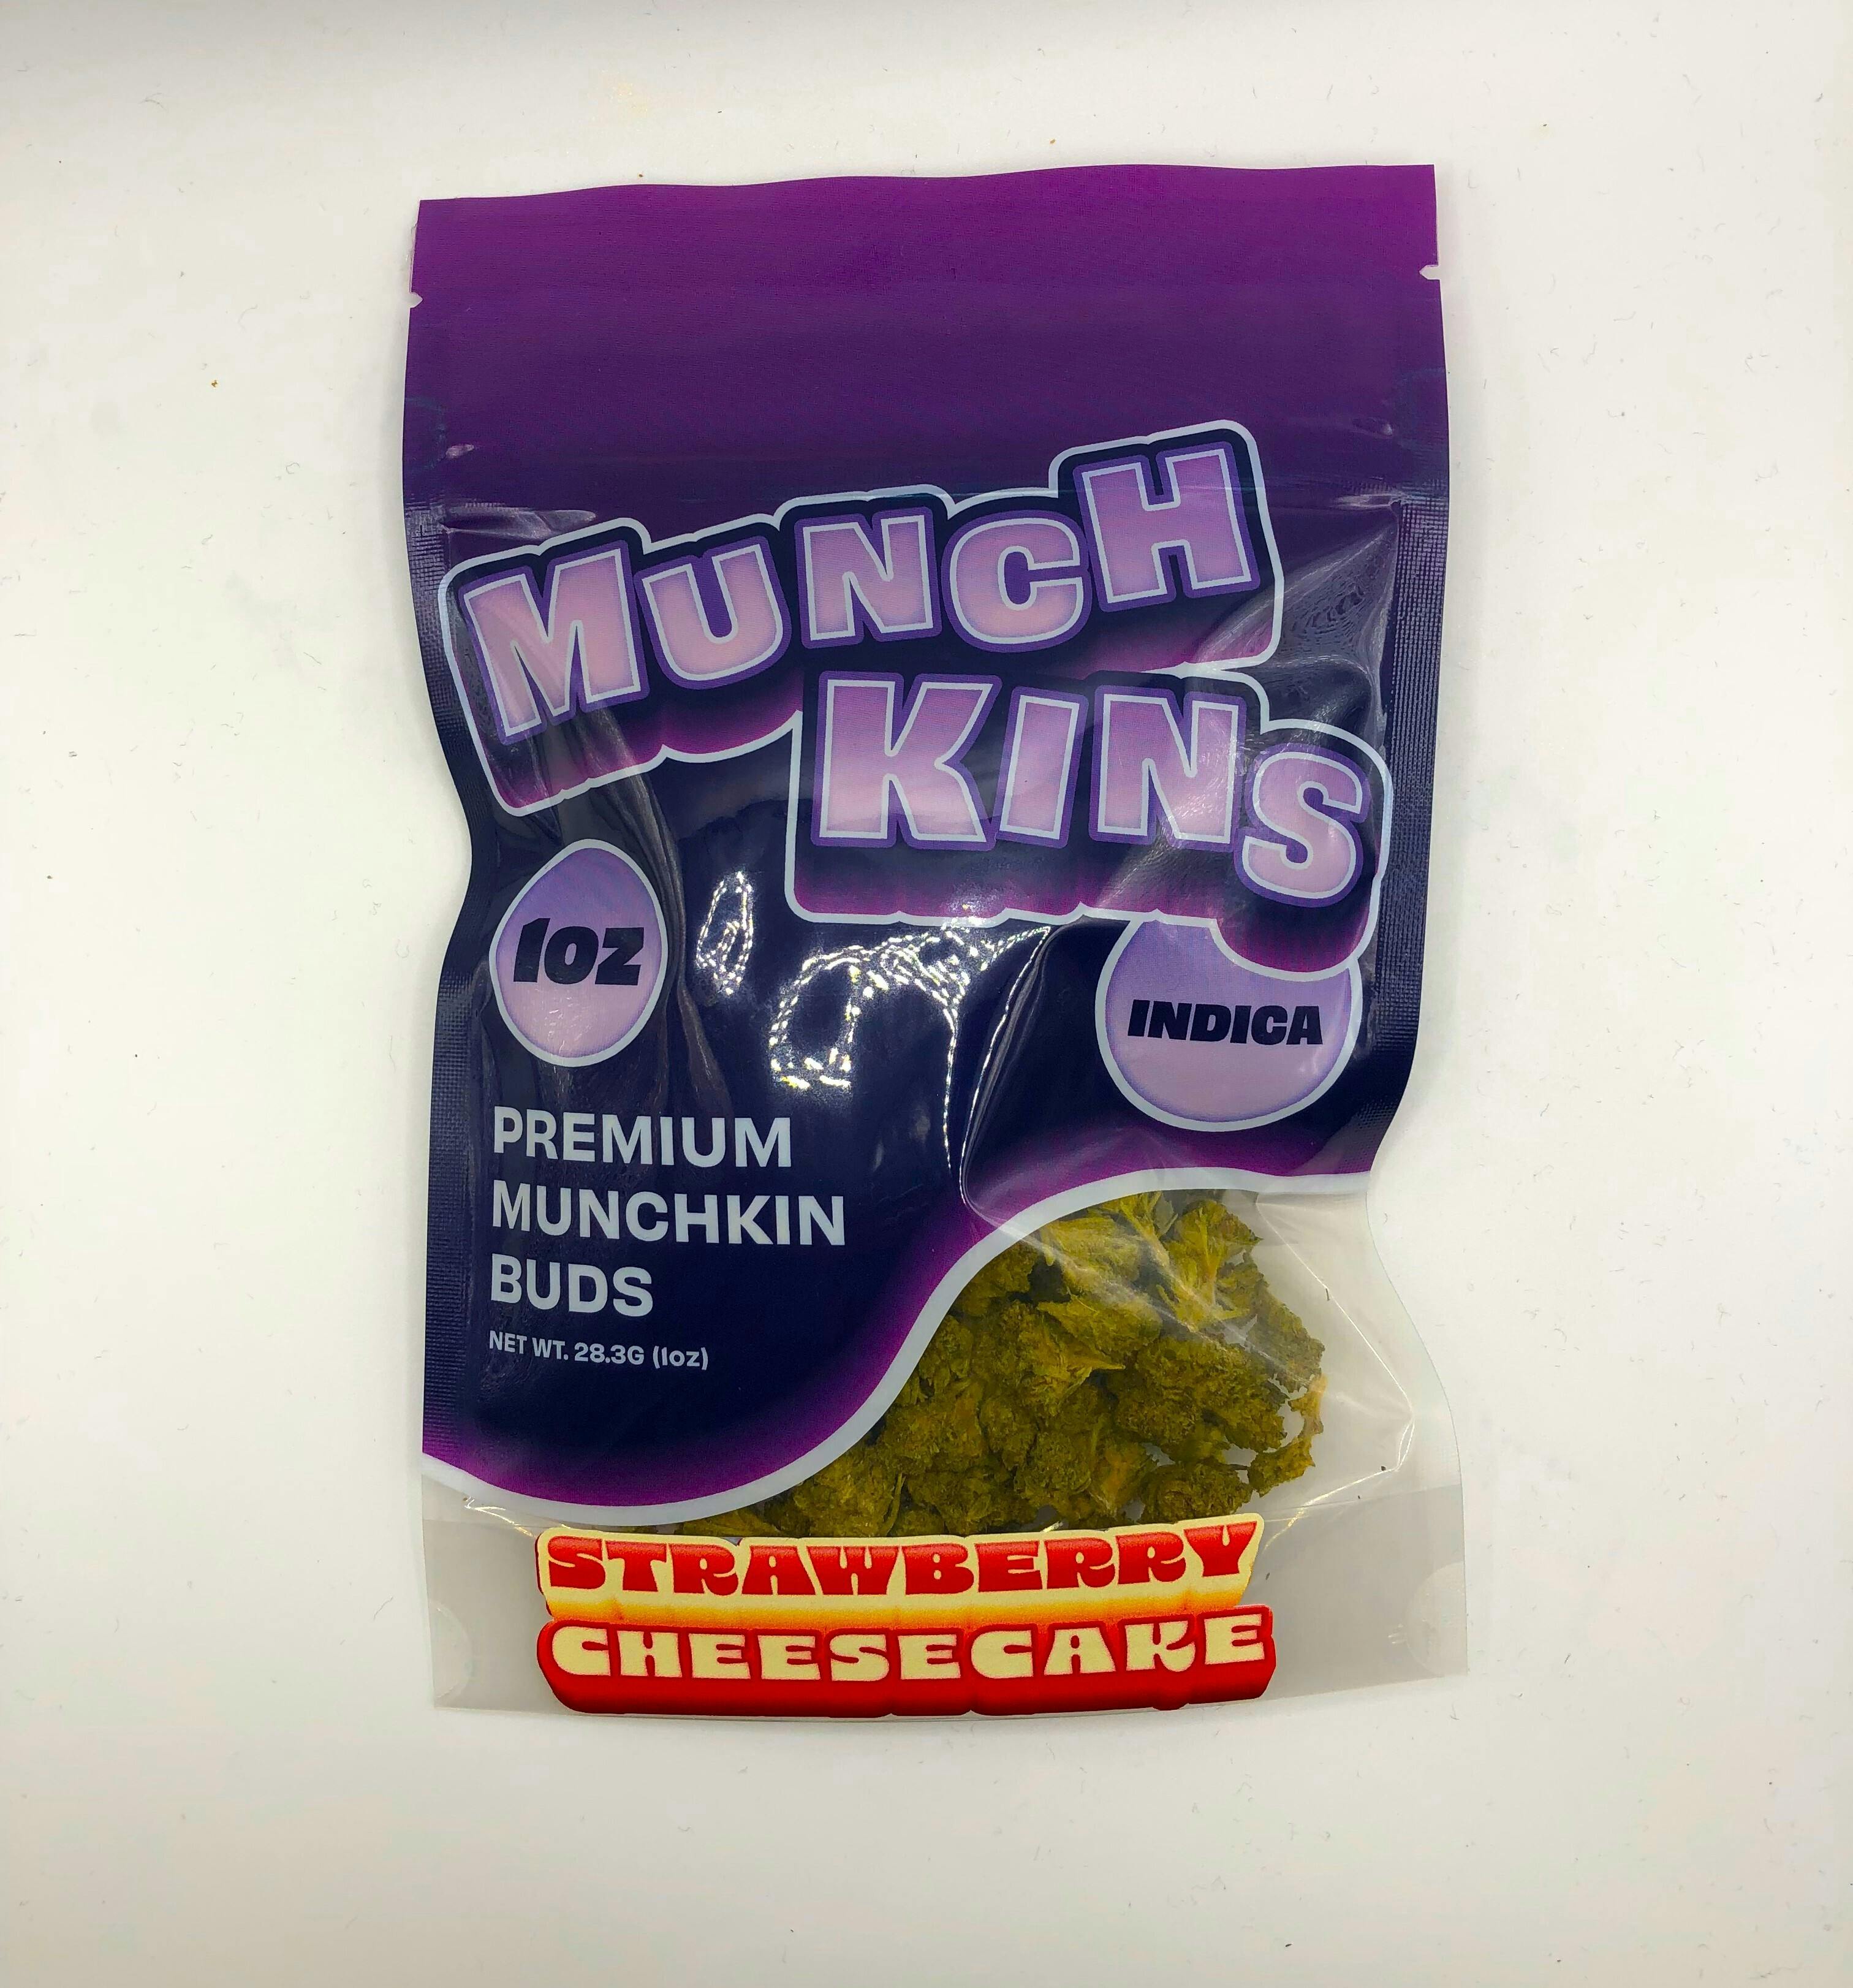 MUNCH
KINS
1oz
INDICA
PREMIUM
MUNCHKIN
BUDS
NET WT. 28.3G (1oz)
STRAWBERRY
CHEESECAKE